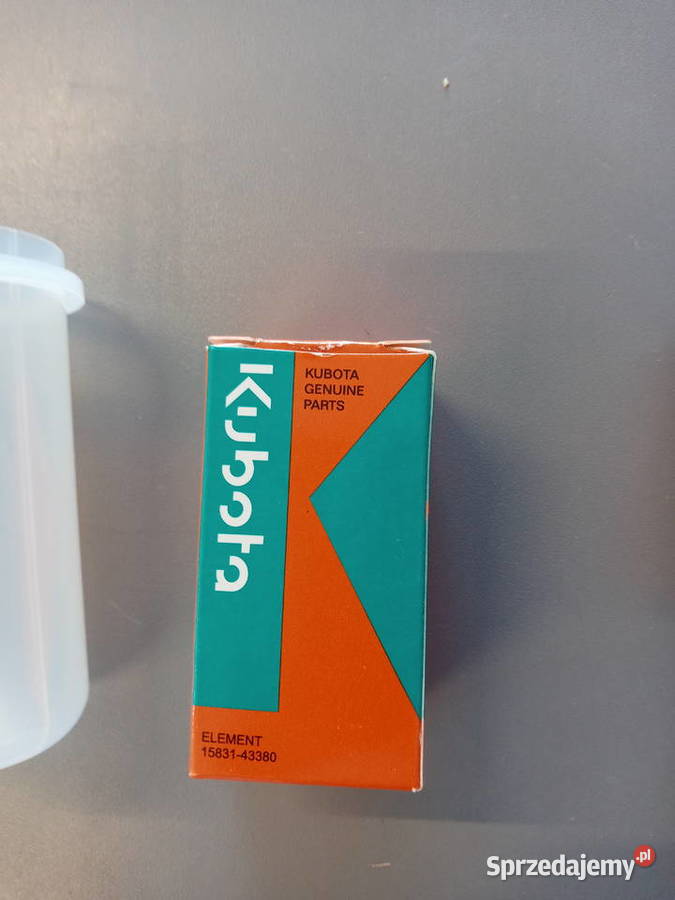 Kubota
KUBOTA
GENUINE
PARTS
ELEMENT
15831-43380
Sprzedajemy.pl